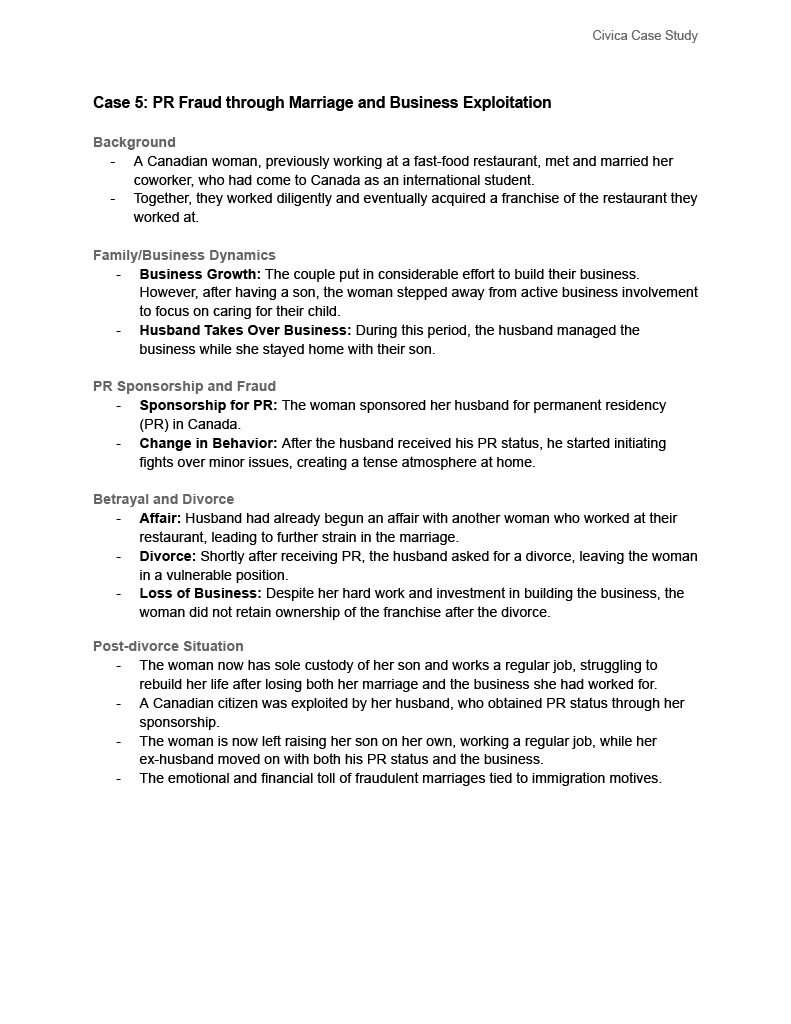 Civica Case Study
Case 5: PR Fraud through Marriage and Business Exploitation
Background
- A Canadian woman, previously working at a fast-food restaurant, met and married her
coworker, who had come to Canada as an international student.
- Together, they worked diligently and eventually acquired a franchise of the restaurant they
worked at.
Family/Business Dynamics
- Business Growth: The couple put in considerable effort to build their business.
However, after having a son, the woman stepped away from active business involvement
to focus on caring for their child.
- Husband Takes Over Business: During this period, the husband managed the
business while she stayed home with their son.
PR Sponsorship and Fraud
- Sponsorship for PR: The woman sponsored her husband for permanent residency
(PR) in Canada.
- Change in Behavior: After the husband received his PR status, he started initiating
fights over minor issues, creating a tense atmosphere at home.
Betrayal and Divorce
- Affair: Husband had already begun an affair with another woman who worked at their
restaurant, leading to further strain in the marriage.
- Divorce: Shortly after receiving PR, the husband asked for a divorce, leaving the woman
in a vulnerable position.
- Loss of Business: Despite her hard work and investment in building the business, the
woman did not retain ownership of the franchise after the divorce.
Post-divorce Situation
- The woman now has sole custody of her son and works a regular job, struggling to
rebuild her life after losing both her marriage and the business she had worked for.
- A Canadian citizen was exploited by her husband, who obtained PR status through her
sponsorship.
- The woman is now left raising her son on her own, working a regular job, while her
ex-husband moved on with both his PR status and the business.
- The emotional and financial toll of fraudulent marriages tied to immigration motives.